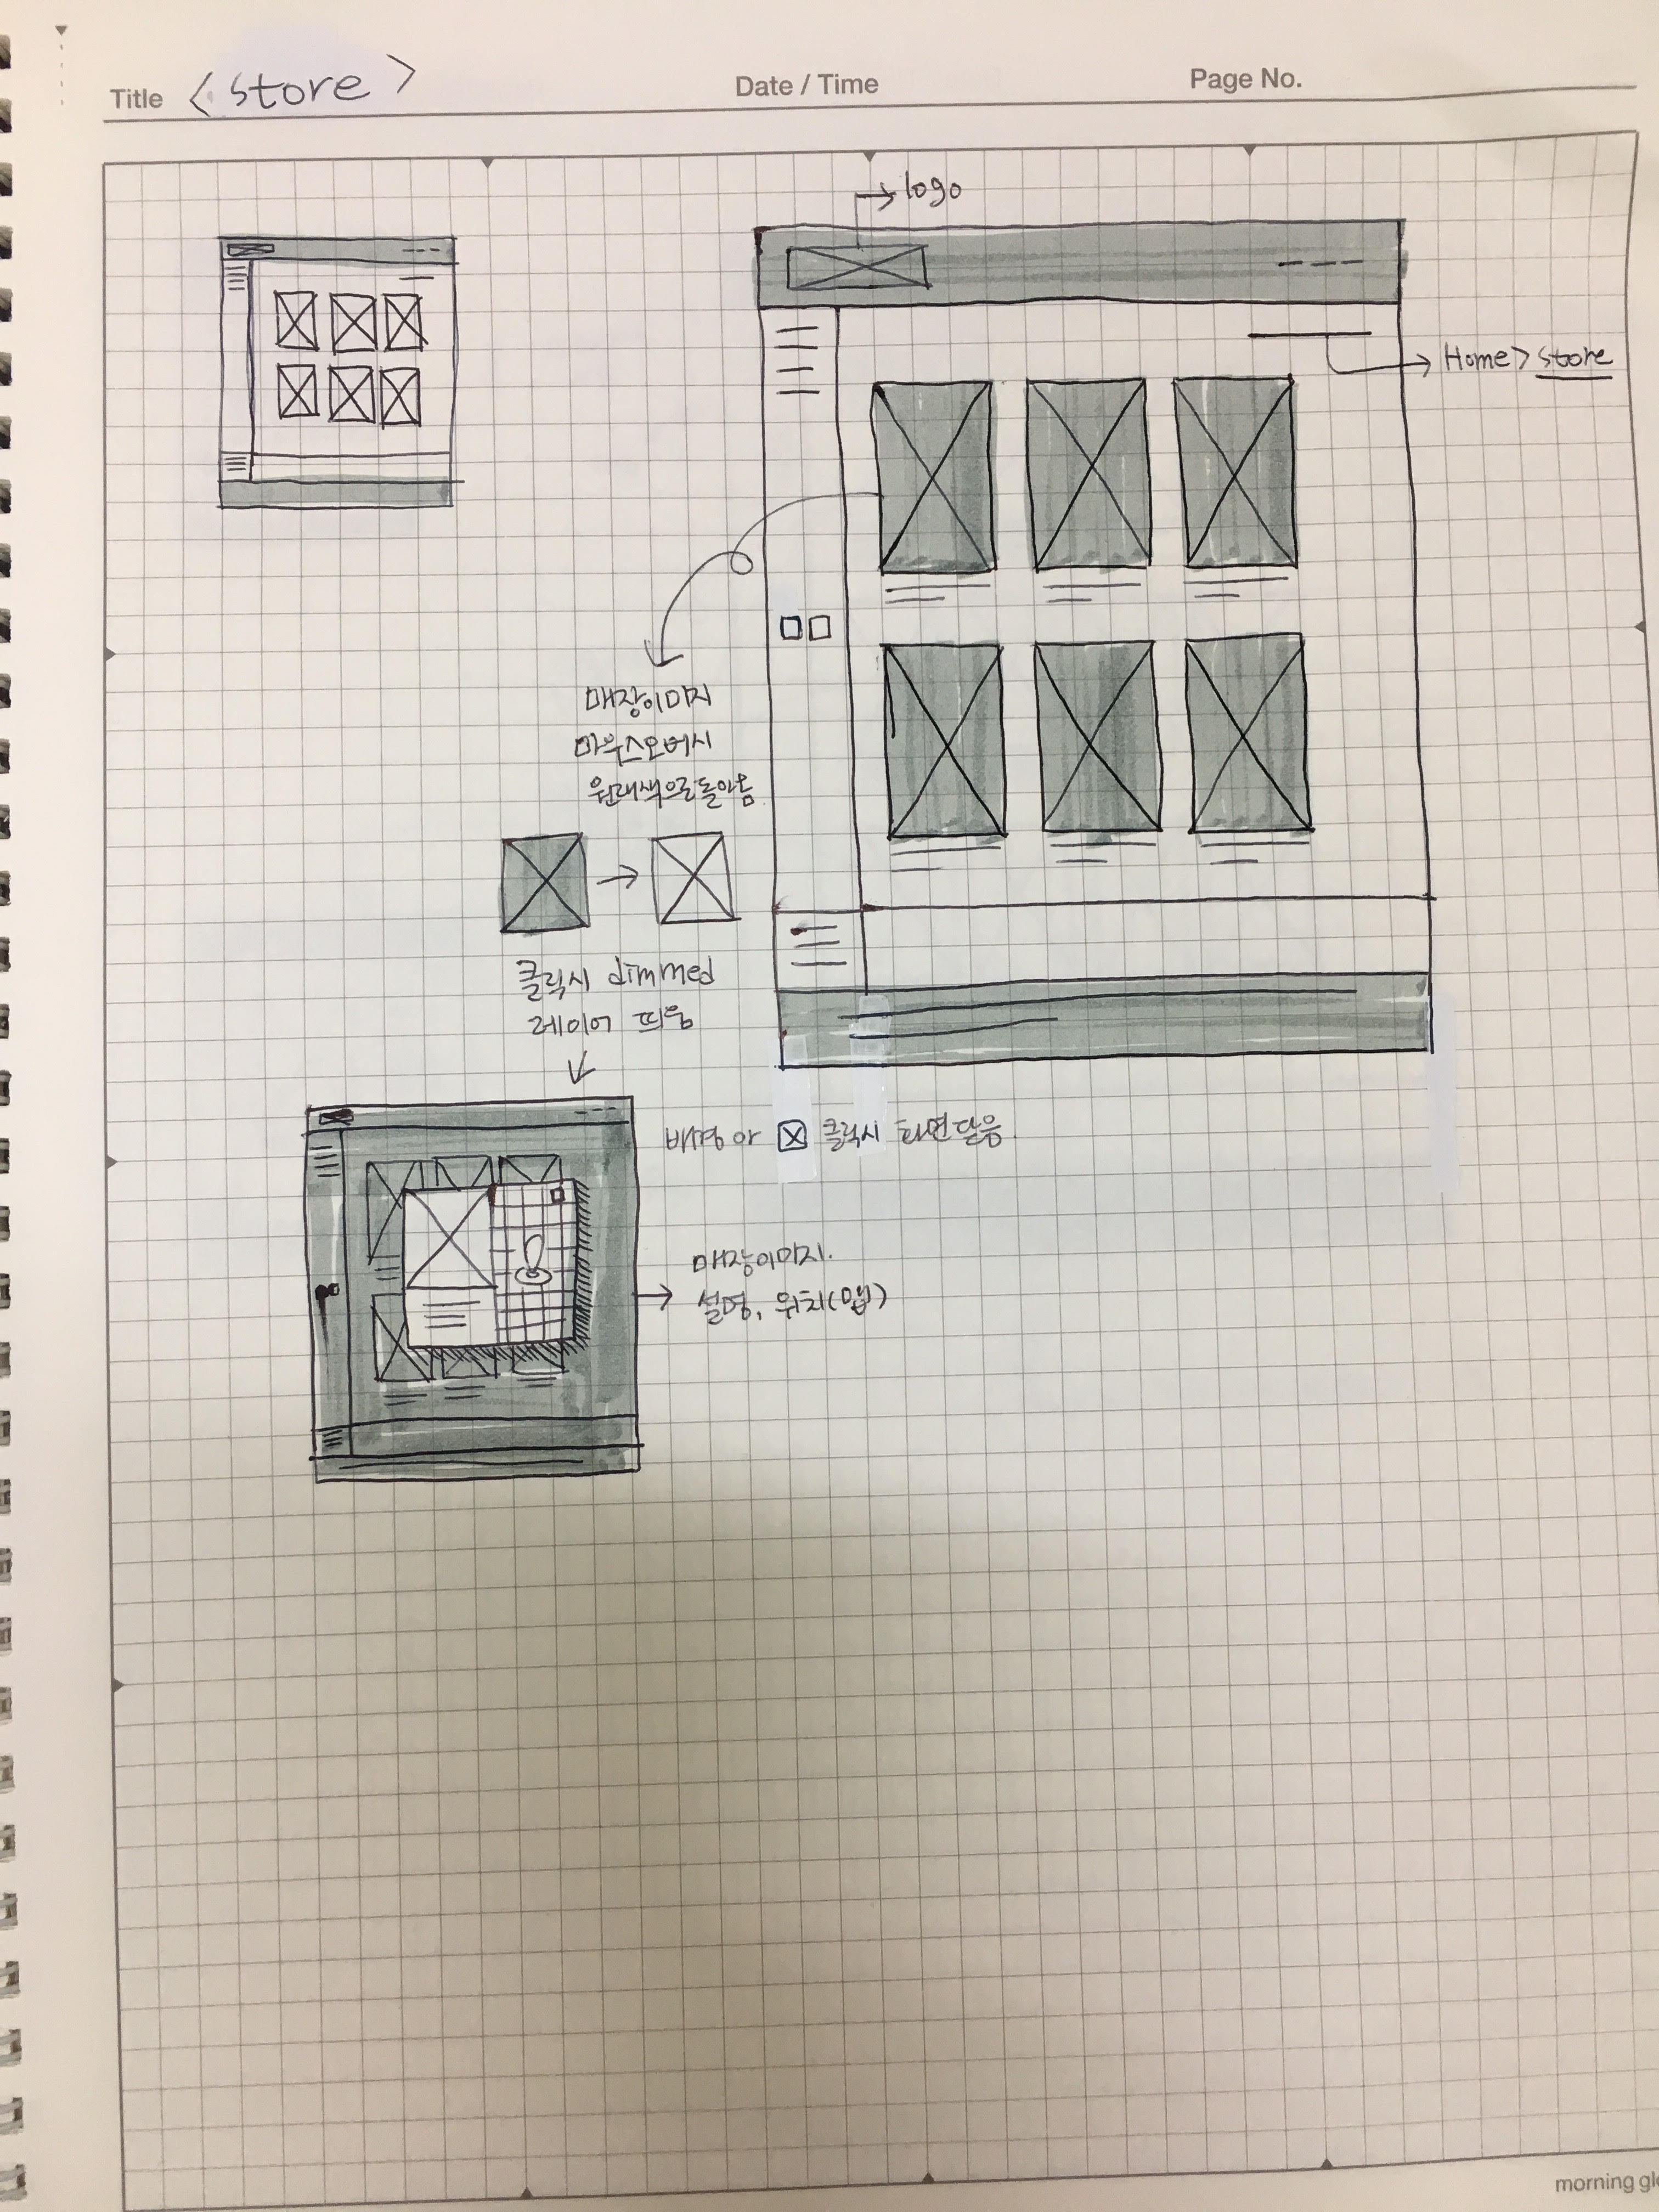 Title <store>
Date / Time
Page No.
logo
Home > store
매장이미지
마우스오버시
원래색으로돌아옴
클릭시 dimmed
레이어 띄움
배경 or ☒ 클릭시 화면닫음.
매장이미지.
설명, 위치(맵)
morning glo